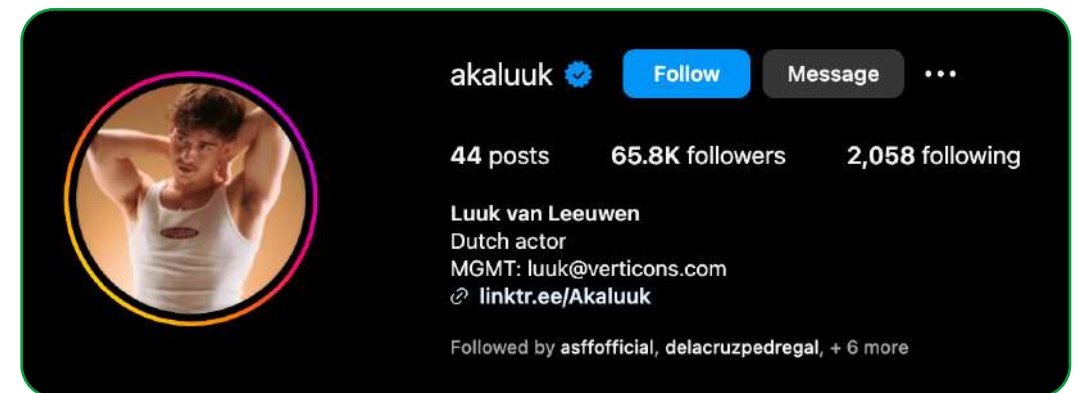 akaluuk Follow Message
44 posts 65.8K followers 2,058 following
Luuk van Leeuwen
Dutch actor
MGMT: luuk@verticons.com
linktr.ee/Akaluuk
Followed by asffofficial, delacruzpedregal, + 6 more